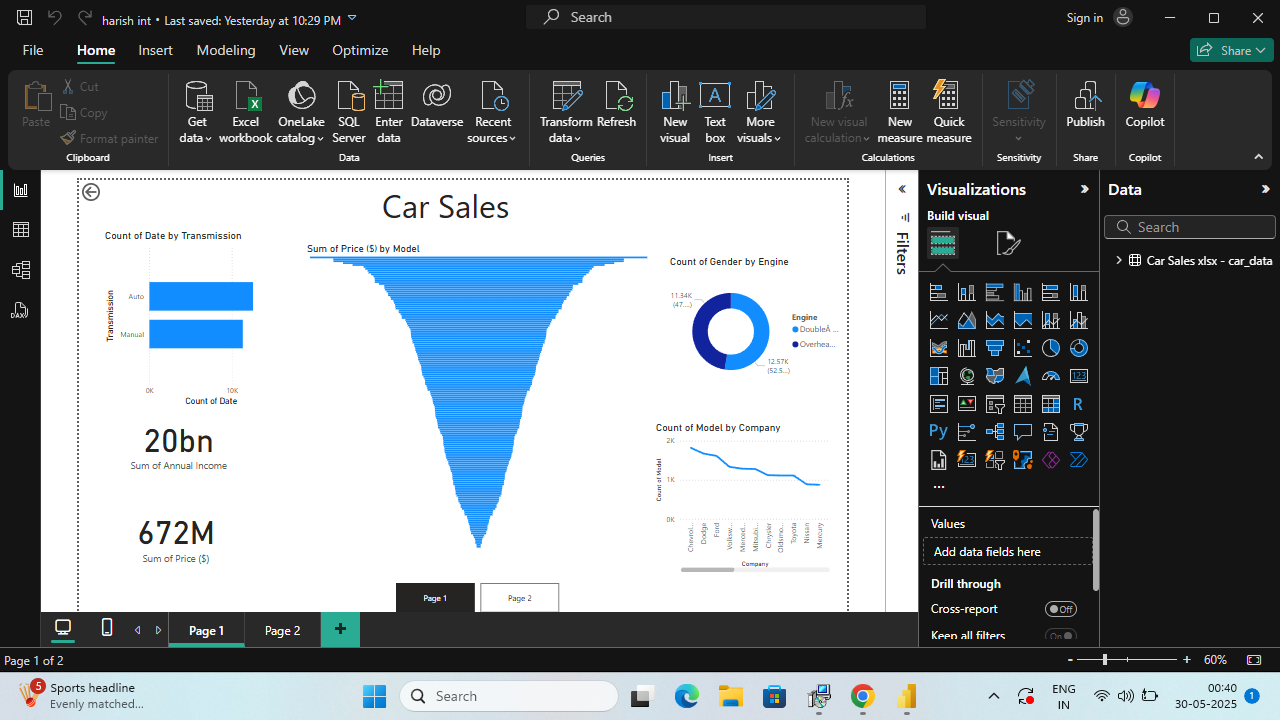 harish int • Last saved: Yesterday at 10:29 PM
Search
Sign in
File
Home
Insert
Modeling
View
Optimize
Help
Share
Paste
Cut
Copy
Format painter
Clipboard
Get
data
Excel
workbook
OneLake
catalog
SQL
Server
Enter
data
Dataverse
Recent
sources
Data
Transform
data
Refresh
Queries
New
visual
Text
box
More
visuals
Insert
New visual
calculation
New
measure
Quick
measure
Calculations
Sensitivity
Sensitivity
Publish
Share
Copilot
Copilot
Car Sales
Count of Date by Transmission
Transmission
Auto
Manual
0K
10K
Count of Date
20bn
Sum of Annual Income
672M
Sum of Price ($)
Sum of Price ($) by Model
Count of Gender by Engine
11.34K
(47....)
12.57K
(52.5...)
Engine
DoubleÂ ...
Overhea...
Count of Model by Company
Count of Model
2K
1K
0K
Chevrol...
Dodge
Ford
Volksw...
Merced...
Mitsubi...
Chrysler
Oldsmo...
Toyota
Nissan
Mercury
Company
Page 1
Page 2
Filters
Visualizations
Build visual
123
R
Py
123
...
Values
Add data fields here
Drill through
Cross-report
Off
Keep all filters
On
Data
Search
Car Sales xlsx - car_data
DAX
Page 1
Page 2
+
Page 1 of 2
-
+
60%
5
Sports headline
Evenly matched...
Search
ENG
IN
00:40
30-05-2025
1